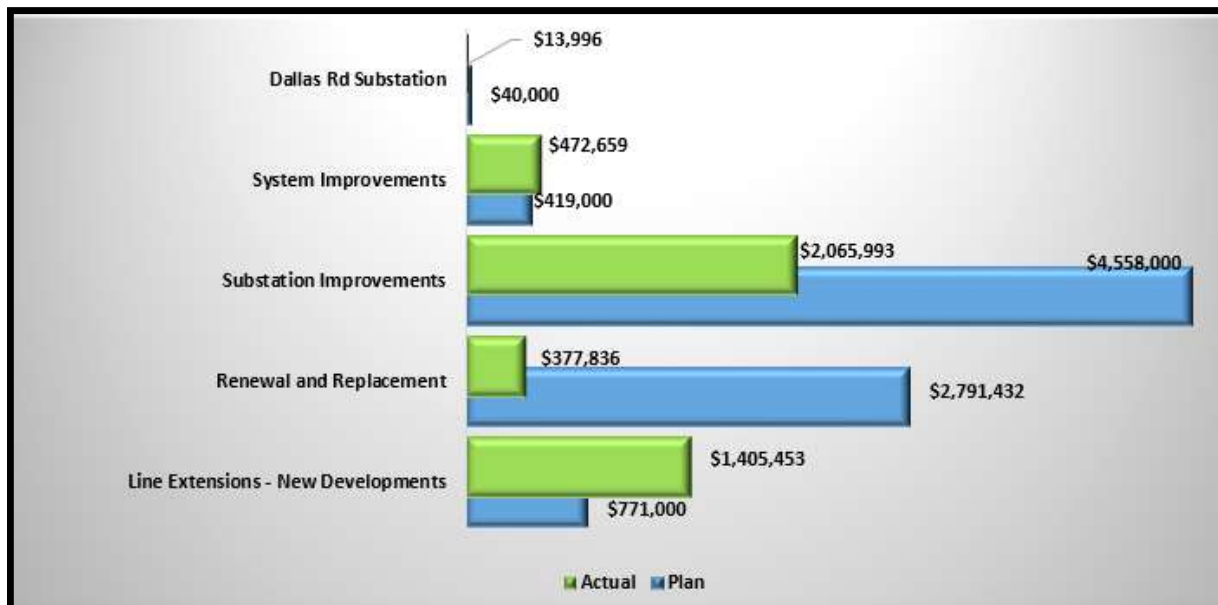 $13,996
Dallas Rd Substation
$40,000
$472,659
System Improvements
$419,000
$2,065,993
$4,558,000
Substation Improvements
$377,836
Renewal and Replacement
$2,791,432
$1,405,453
Line Extensions - New Developments
$771,000
Actual Plan